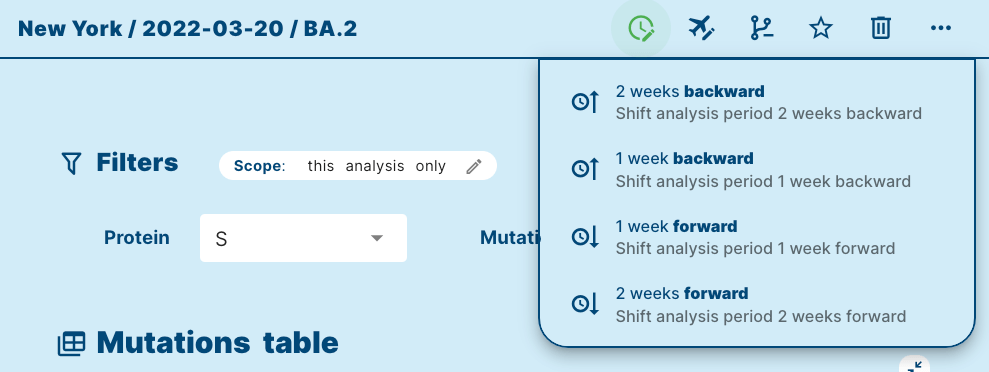 New York / 2022-03-20 / BA.2
2 weeks backward
Shift analysis period 2 weeks backward
1 week backward
Shift analysis period 1 week backward
1 week forward
Shift analysis period 1 week forward
2 weeks forward
Shift analysis period 2 weeks forward
Filters
Scope: this analysis only
Protein S Mutati
Mutations table